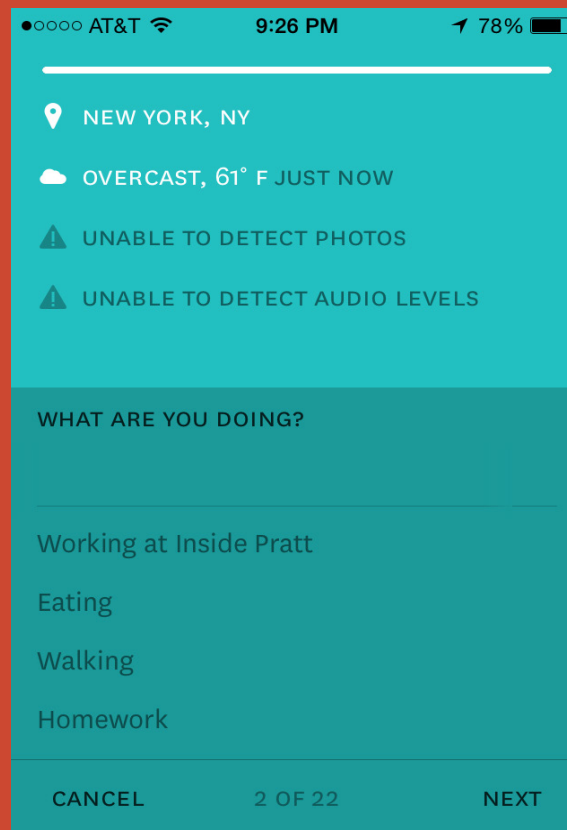 AT&T 9:26 PM 78%
NEW YORK, NY
OVERCAST, 61° F JUST NOW
UNABLE TO DETECT PHOTOS
UNABLE TO DETECT AUDIO LEVELS
WHAT ARE YOU DOING?
Working at Inside Pratt
Eating
Walking
Homework
CANCEL 2 OF 22 NEXT